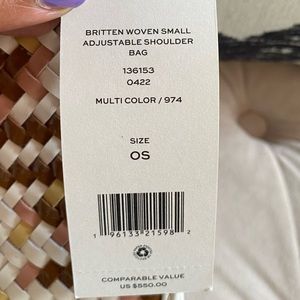 BRITTEN WOVEN SMALL
ADJUSTABLE SHOULDER
BAG
136153
0422
MULTI COLOR / 974
SIZE
OS
1 96133 21598 2
COMPARABLE VALUE
US $550.00